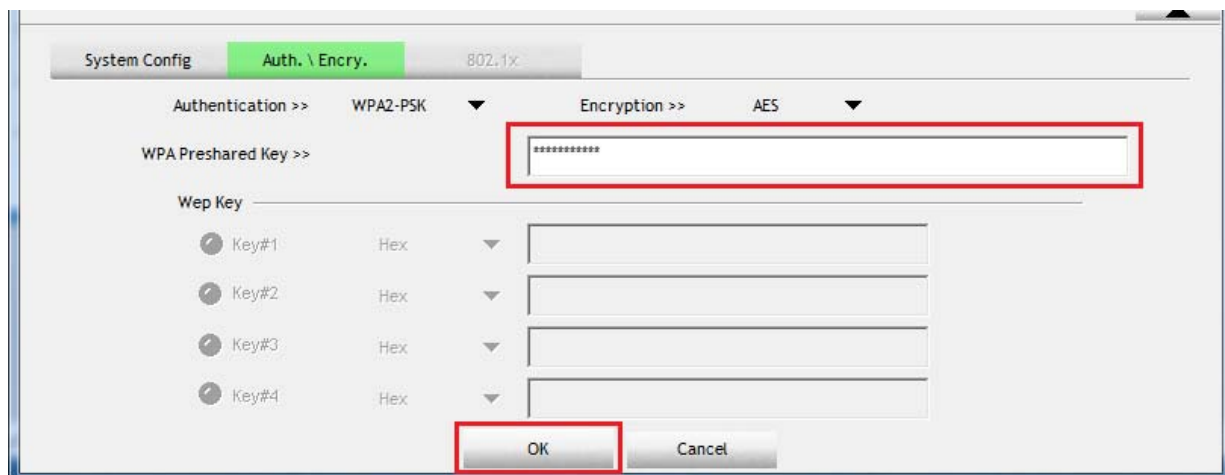 System Config Auth. \ Encry. 802.1x
Authentication >> WPA2-PSK Encryption >> AES
WPA Preshared Key >> ***********
Wep Key
Key#1 Hex
Key#2 Hex
Key#3 Hex
Key#4 Hex
OK Cancel